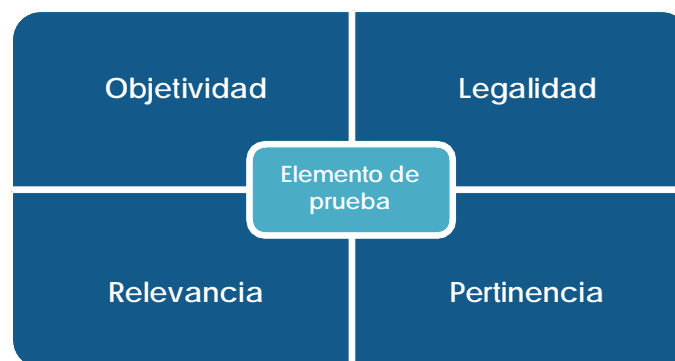 Objetividad
Legalidad
Elemento de
prueba
Relevancia
Pertinencia